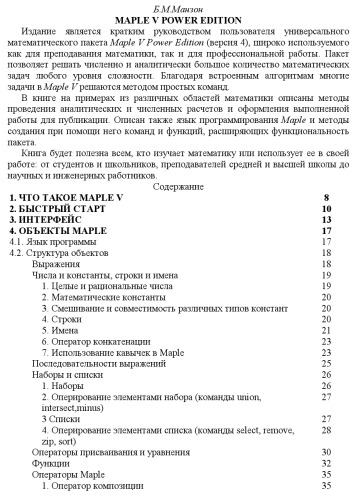 Б.М.Манзон
MAPLE V POWER EDITION
Издание является кратким руководством пользователя универсального
математического пакета Maple V Power Edition (версия 4), широко используемого
как для преподавания математики, так и для профессиональной работы. Пакет
позволяет решать численно и аналитически большое количество математических
задач любого уровня сложности. Благодаря встроенным алгоритмам многие
задачи в Maple V решаются методом простых команд.
В книге на примерах из различных областей математики описаны методы
проведения аналитических и численных расчетов и оформления выполненной
работы для публикации. Описан также язык программирования Maple и методы
создания при помощи него команд и функций, расширяющих функциональность
пакета.
Книга будет полезна всем, кто изучает математику или использует ее в своей
работе: от студентов и школьников, преподавателей средней и высшей школы до
научных и инженерных работников.
Содержание
1. ЧТО ТАКОЕ MAPLE V 8
2. БЫСТРЫЙ СТАРТ 10
3. ИНТЕРФЕЙС 13
4. ОБЪЕКТЫ MAPLE 17
4.1. Язык программы 17
4.2. Структура объектов 18
Выражения 18
Числа и константы, строки и имена 19
1. Целые и рациональные числа 19
2. Математические константы 20
3. Смешивание и совместимость различных типов констант 20
4. Строки 20
5. Имена 21
6. Оператор конкатенации 23
7. Использование кавычек в Maple 23
Последовательности выражений 25
Наборы и списки 26
1. Наборы 26
2. Оперирование элементами набора (команды union, 27
intersect,minus)
3 Списки 27
4. Оперирование элементами списка (команды select, remove, 28
zip, sort)
Операторы присваивания и уравнения 30
Функции 32
Операторы Maple 35
1. Оператор композиции 35